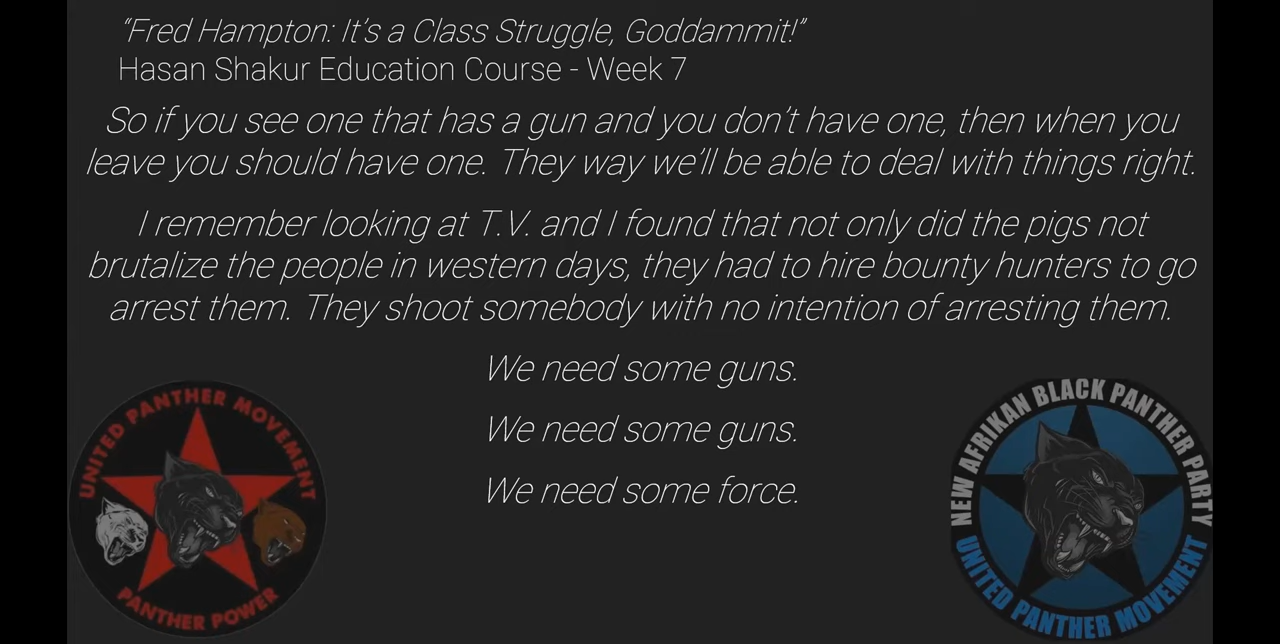 “Fred Hampton: It’s a Class Struggle, Goddammit!”
Hasan Shakur Education Course - Week 7
So if you see one that has a gun and you don’t have one, then when you
leave you should have one. They way we’ll be able to deal with things right.
I remember looking at T.V. and I found that not only did the pigs not
brutalize the people in western days, they had to hire bounty hunters to go
arrest them. They shoot somebody with no intention of arresting them.
We need some guns.
We need some guns.
We need some force.
UNITED PANTHER MOVEMENT
PANTHER POWER
NEW AFRIKAN BLACK PANTHER PARTY
UNITED PANTHER MOVEMENT